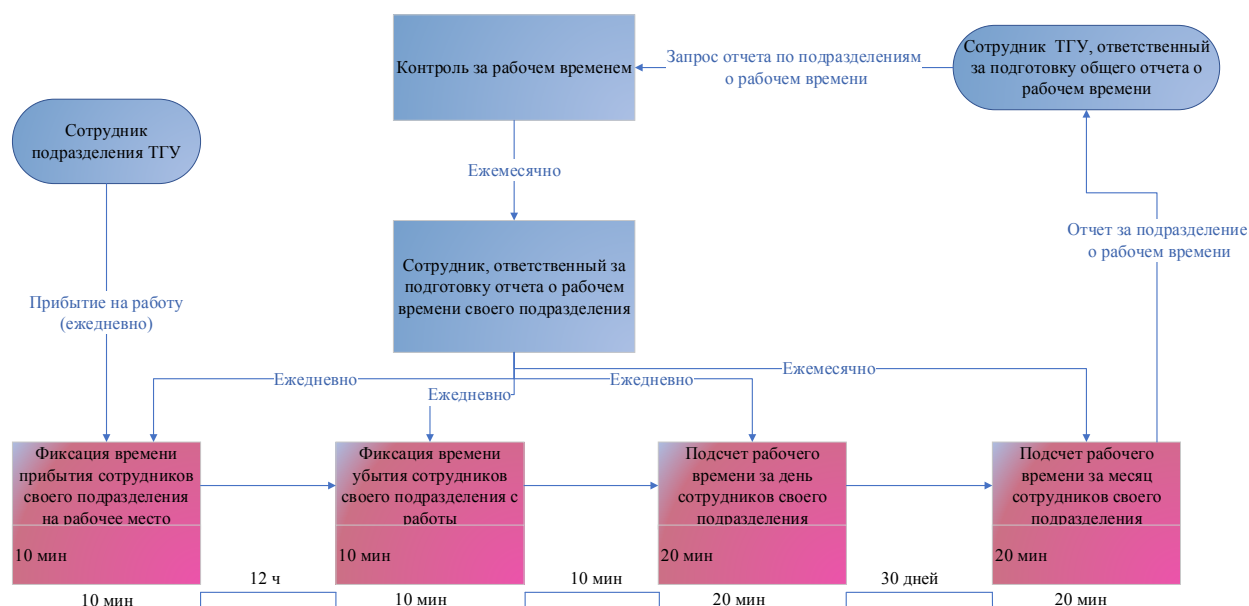 Контроль за рабочем временем
Запрос отчета по подразделениям
о рабочем времени
Сотрудник ТГУ, ответственный
за подготовку общего отчета о
рабочем времени
Сотрудник
подразделения ТГУ
Ежемесячно
Отчет за подразделение
о рабочем времени
Сотрудник, ответственный за
подготовку отчета о рабочем
времени своего подразделения
Прибытие на работу
(ежедневно)
Ежедневно
Ежедневно
Ежедневно
Ежемесячно
Фиксация времени
прибытия сотрудников
своего подразделения
на рабочее место
10 мин
Фиксация времени
убытия сотрудников
своего подразделения с
работы
10 мин
Подсчет рабочего
времени за день
сотрудников своего
подразделения
20 мин
Подсчет рабочего
времени за месяц
сотрудников своего
подразделения
20 мин
12 ч
10 мин
30 дней
10 мин
10 мин
20 мин
20 мин